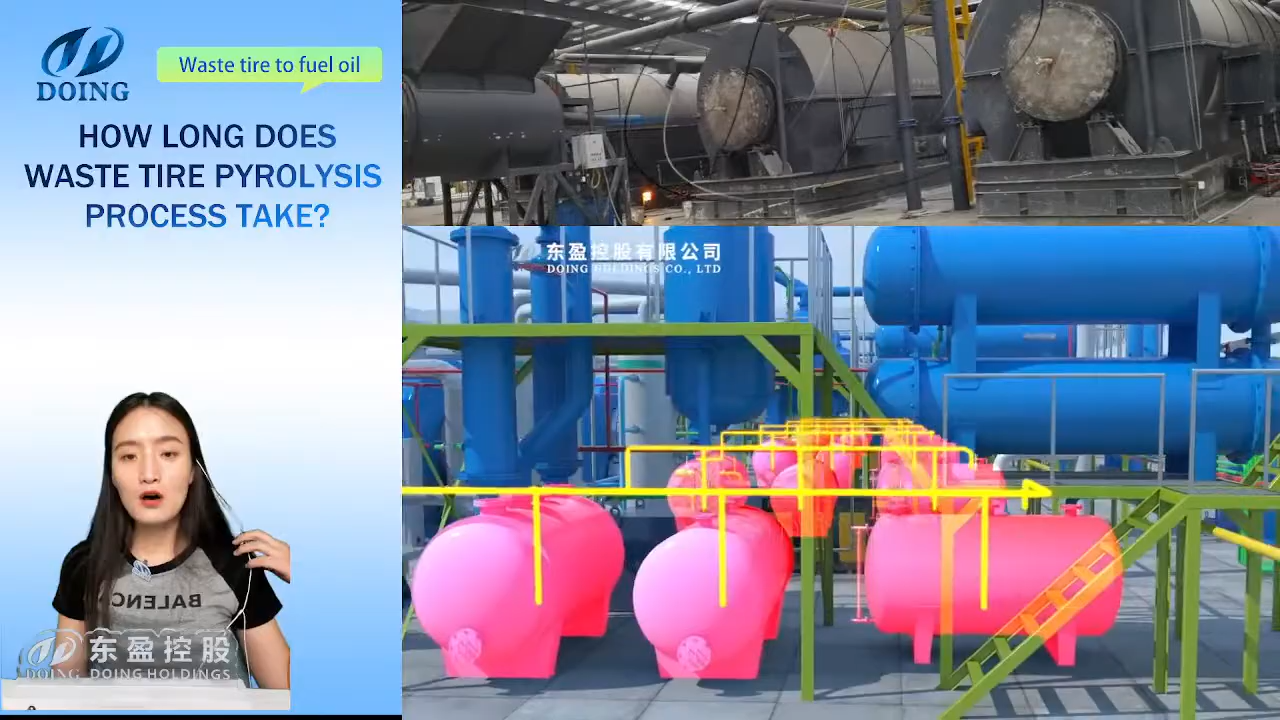 DOING
Waste tire to fuel oil
HOW LONG DOES
WASTE TIRE PYROLYSIS
PROCESS TAKE?
东盈控股有限公司
DOING HOLDINGS CO., LTD
BALENC
东盈控股
DOING DOING HOLDINGS